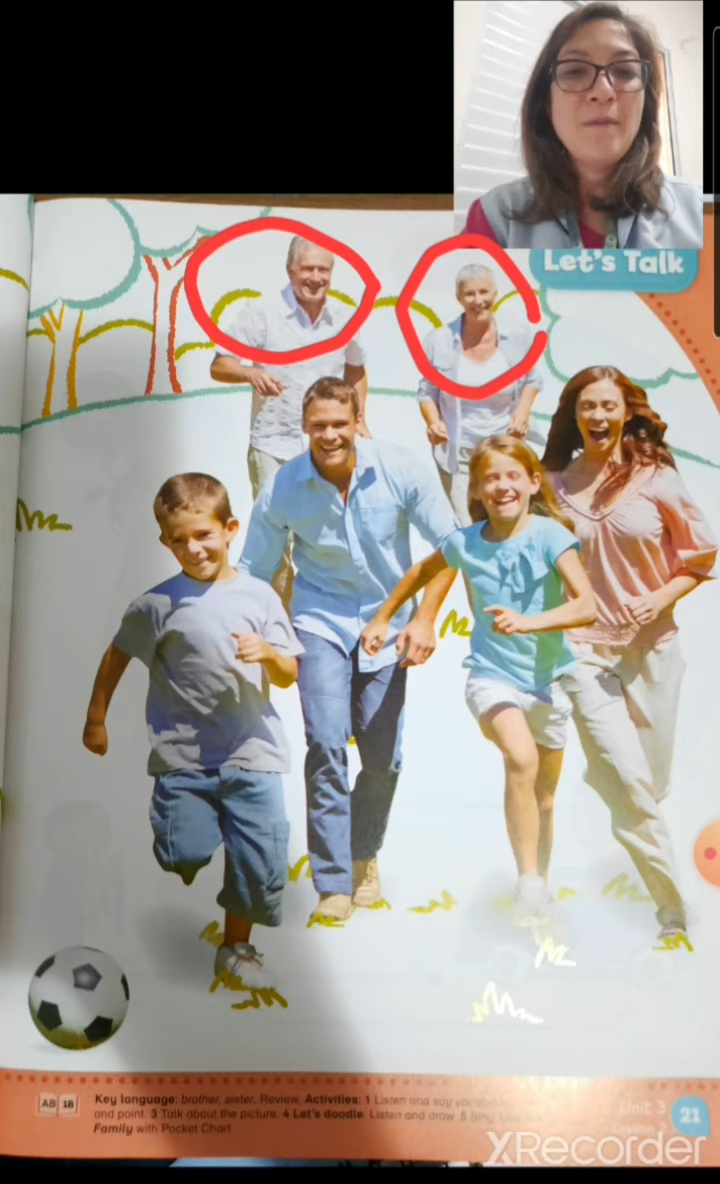 Let's Talk
AB 18
Key language: brother, sister. Review. Activities: 1 Listen and say
and point. 3 Talk about the picture. 4 Let's doodle: Listen and draw. 5 Sing
Family with Pocket Chart
Unit 3
Lesson
21
XRecorder